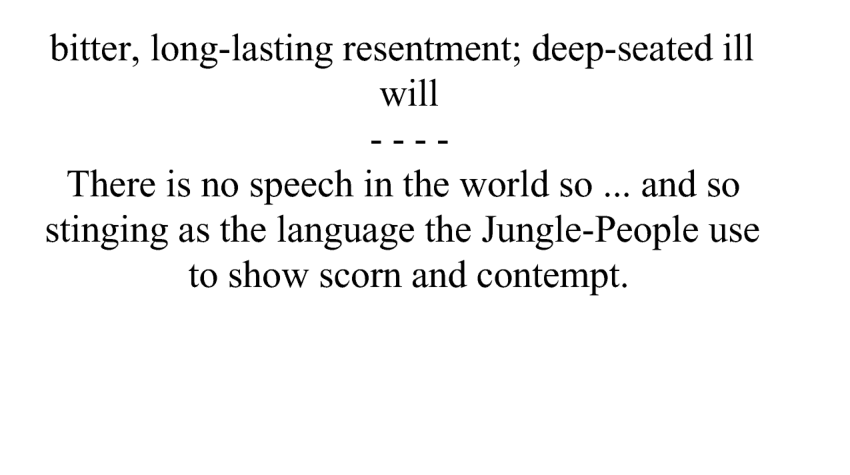 bitter, long-lasting resentment; deep-seated ill
will
- - - -
There is no speech in the world so ... and so
stinging as the language the Jungle-People use
to show scorn and contempt.